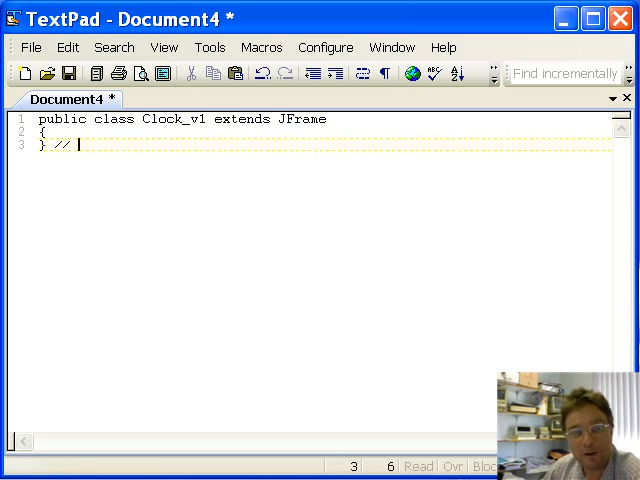 TextPad - Document4 *
File Edit Search View Tools Macros Configure Window Help
Find incrementally
Document4 *
1 public class Clock_v1 extends JFrame
2 {
3 } //
3 6 Read Ovr Bloc